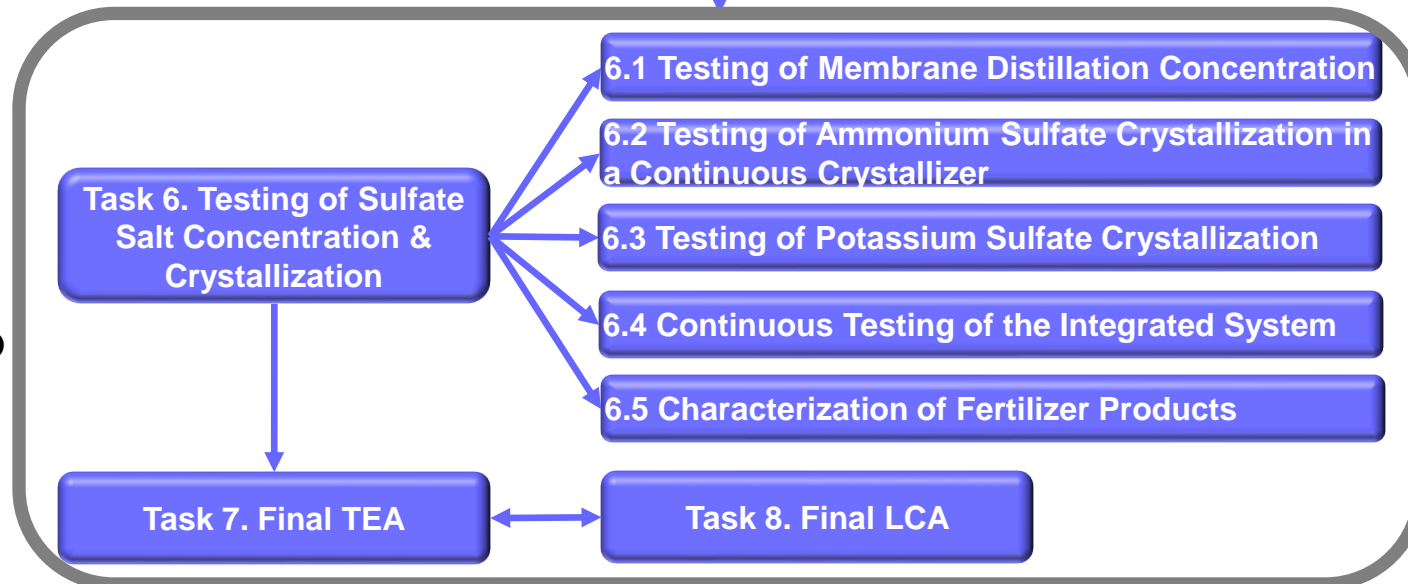 6.1 Testing of Membrane Distillation Concentration
6.2 Testing of Ammonium Sulfate Crystallization in
a Continuous Crystallizer
Task 6. Testing of Sulfate
Salt Concentration &
Crystallization
6.3 Testing of Potassium Sulfate Crystallization
6.4 Continuous Testing of the Integrated System
6.5 Characterization of Fertilizer Products
Task 7. Final TEA
Task 8. Final LCA